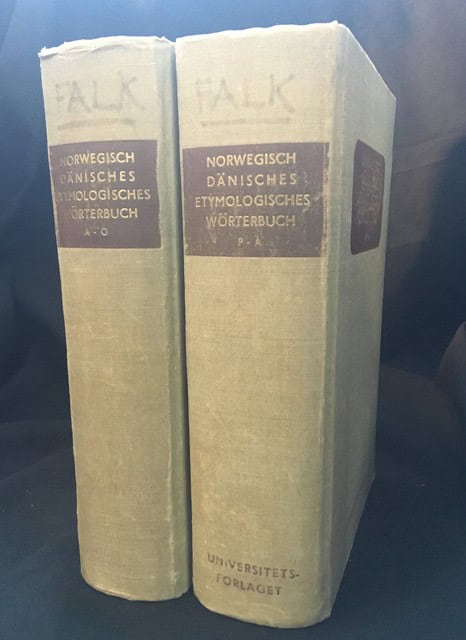 FALK
NORWEGISCH
DÄNISCHES
ETYMOLOGISCHES
WÖRTERBUCH
A-O
FALK
NORWEGISCH
DÄNISCHES
ETYMOLOGISCHES
WÖRTERBUCH
P-Å
UNIVERSITETS-
FORLAGET